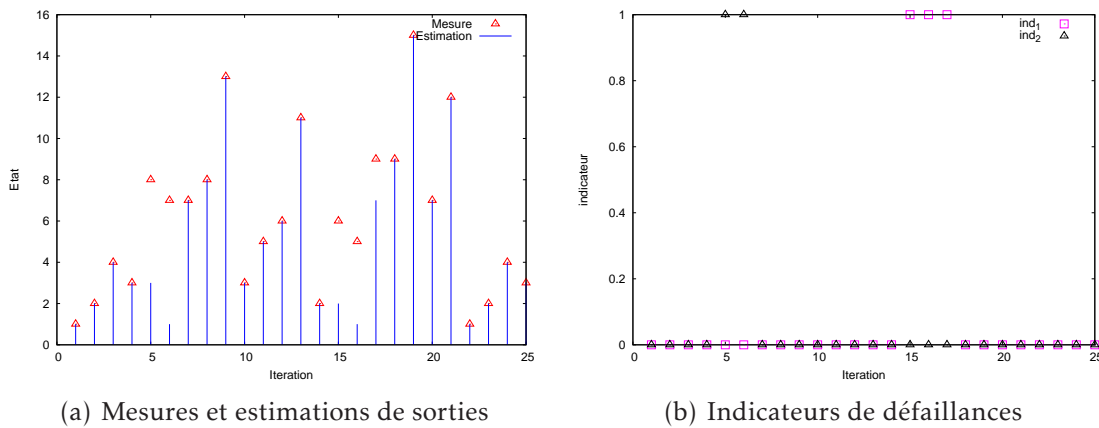 16
14
12
10
8
6
4
2
0
Etat
Mesure
Estimation
0 5 10 15 20 25
Iteration
(a) Mesures et estimations de sorties
1
0.8
0.6
0.4
0.2
0
indicateur
ind1
ind2
0 5 10 15 20 25
Iteration
(b) Indicateurs de défaillances